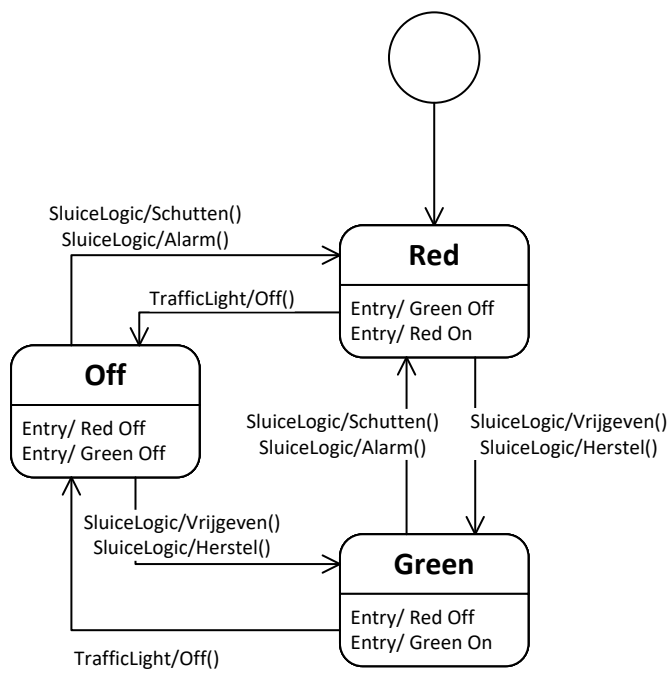 SluiceLogic/Schutten()
SluiceLogic/Alarm()
Red
Entry/ Green Off
Entry/ Red On
TrafficLight/Off()
Off
Entry/ Red Off
Entry/ Green Off
SluiceLogic/Schutten()
SluiceLogic/Alarm()
SluiceLogic/Vrijgeven()
SluiceLogic/Herstel()
SluiceLogic/Vrijgeven()
SluiceLogic/Herstel()
Green
Entry/ Red Off
Entry/ Green On
TrafficLight/Off()